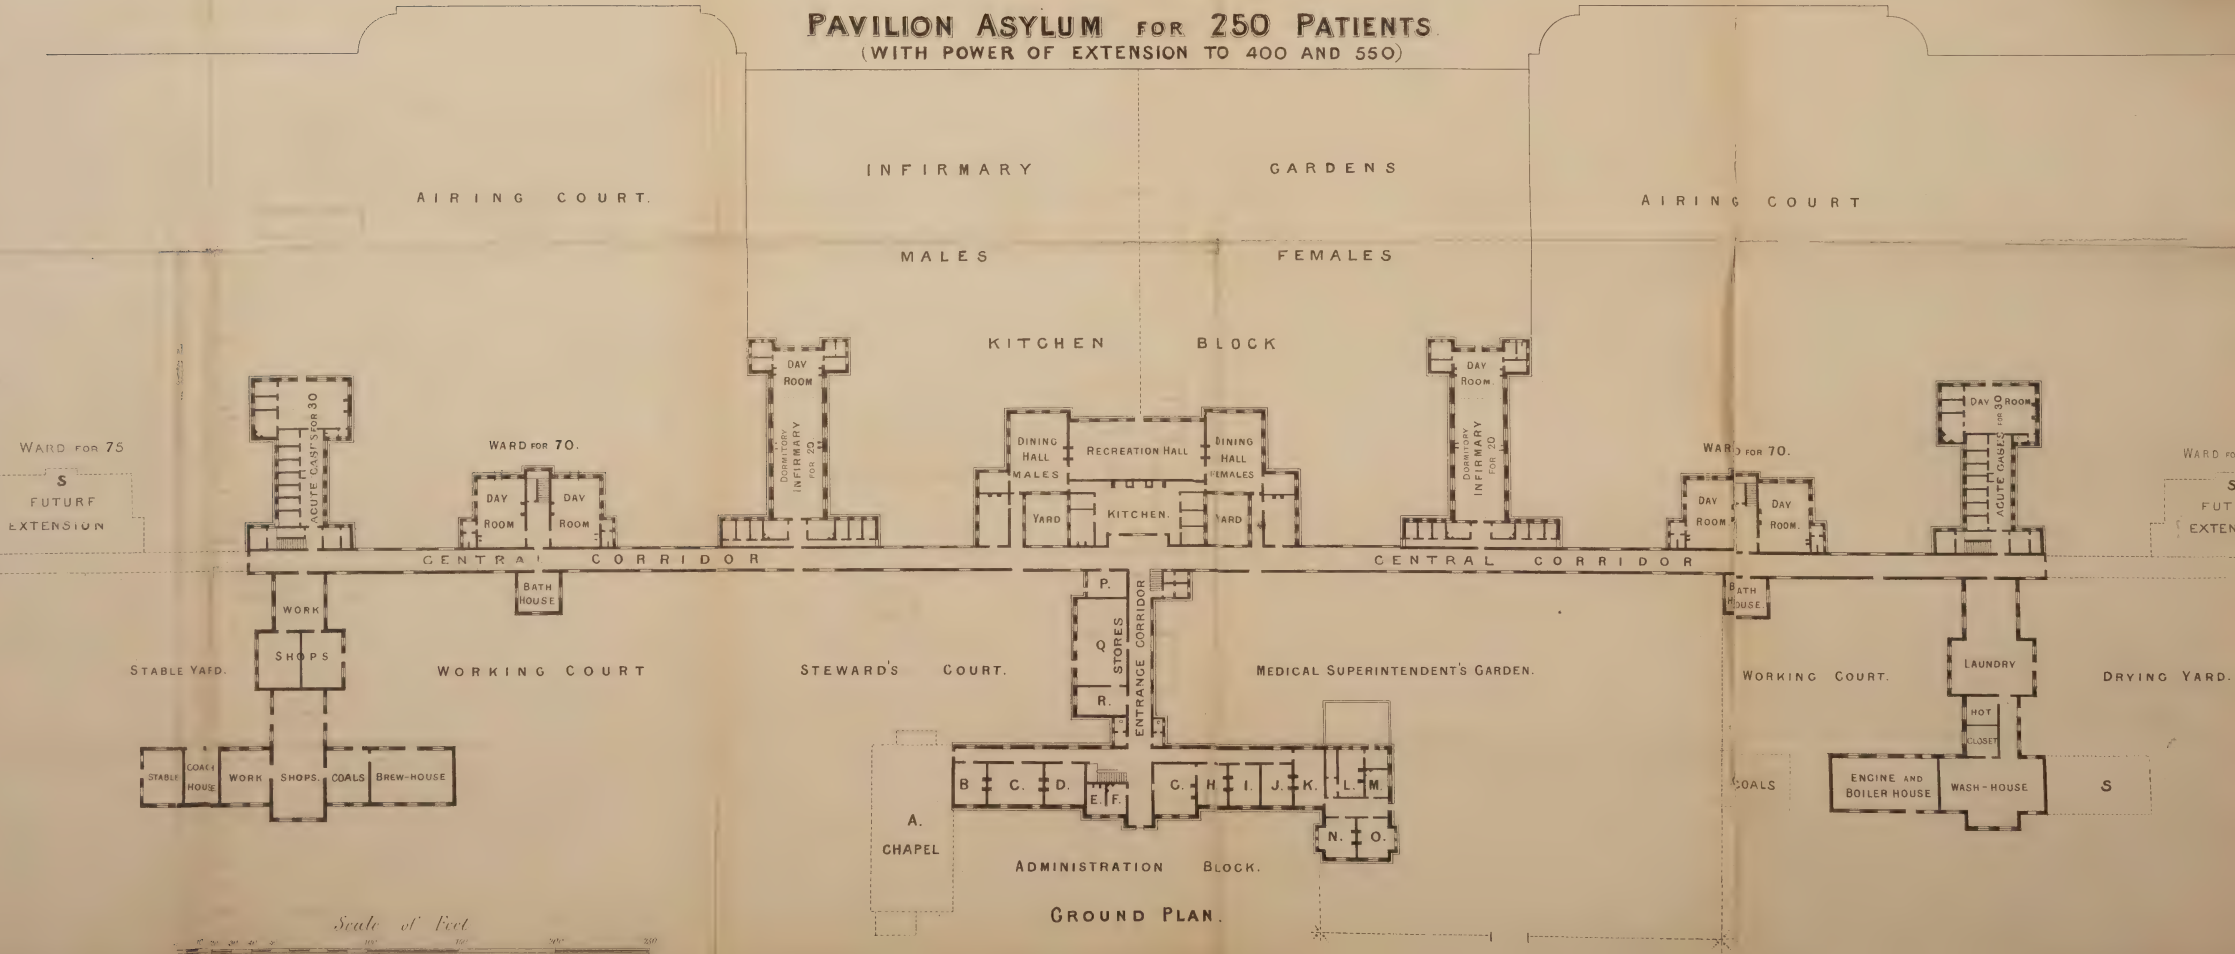 PAVILION ASYLUM FOR 250 PATIENTS.
(WITH POWER OF EXTENSION TO 400 AND 550)
INFIRMARY GARDENS
AIRING COURT.
AIRING COURT
MALES
FEMALES
KITCHEN BLOCK
DAY
ROOM
DORMITORY
INFIRMARY
FOR 20
DAY
ROOM.
DORMITORY
INFIRMARY
FOR 20
WARD FOR 75
S
FUTURE
EXTENSION
ACUTE CASES FOR 30
WARD FOR 70.
DAY
ROOM
DAY
ROOM
DINING
HALL
MALES
RECREATION HALL
DINING
HALL
FEMALES
YARD
KITCHEN.
YARD
WARD FOR 70.
DAY
ROOM.
DAY
ROOM.
DAY ROOM
ACUTE CASES FOR 30
WARD FO
S
FUT
EXTEN
CENTRAL CORRIDOR
CENTRAL CORRIDOR
BATH
HOUSE
P.
Q
STORES
R.
ENTRANCE CORRIDOR
BATH
HOUSE.
WORK
SHOPS
STABLE YARD.
WORKING COURT
STEWARD'S COURT.
MEDICAL SUPERINTENDENT'S GARDEN.
WORKING COURT.
LAUNDRY
DRYING YARD.
HOT
CLOSET
STABLE
COACH
HOUSE
WORK SHOPS.
COALS
BREW-HOUSE
B C. D. E. F. G. H I. J. K. L. M.
N. O.
A.
CHAPEL
COALS
ENGINE AND
BOILER HOUSE
WASH-HOUSE
S
ADMINISTRATION BLOCK.
GROUND PLAN.
Scale of Feet